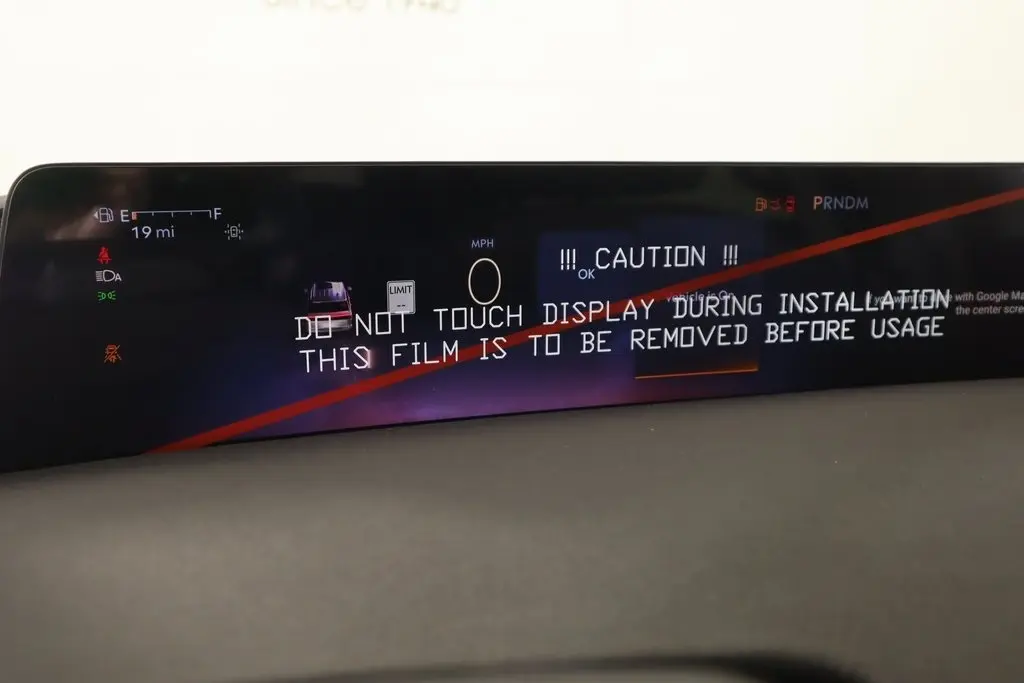 E F
19 mi
PRNDM
MPH
0
!!! CAUTION !!!
OK
LIMIT
--
DO NOT TOUCH DISPLAY DURING INSTALLATION
THIS FILM IS TO BE REMOVED BEFORE USAGE
with Google Ma
the center scre